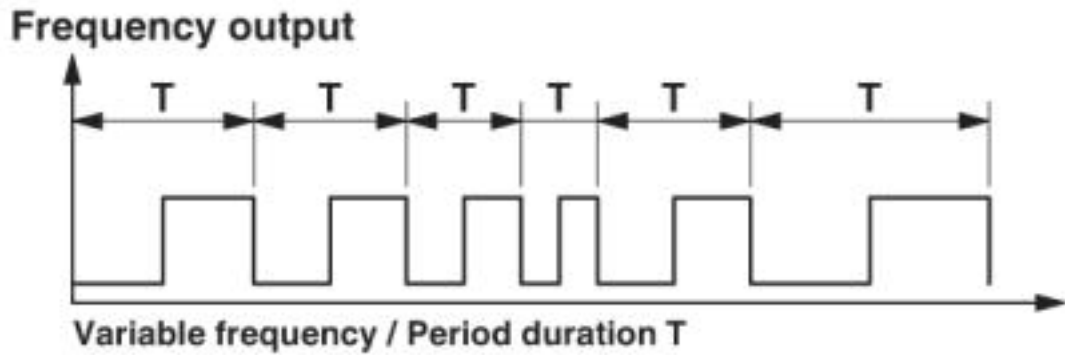 Frequency output
T T T T T T
Variable frequency / Period duration T